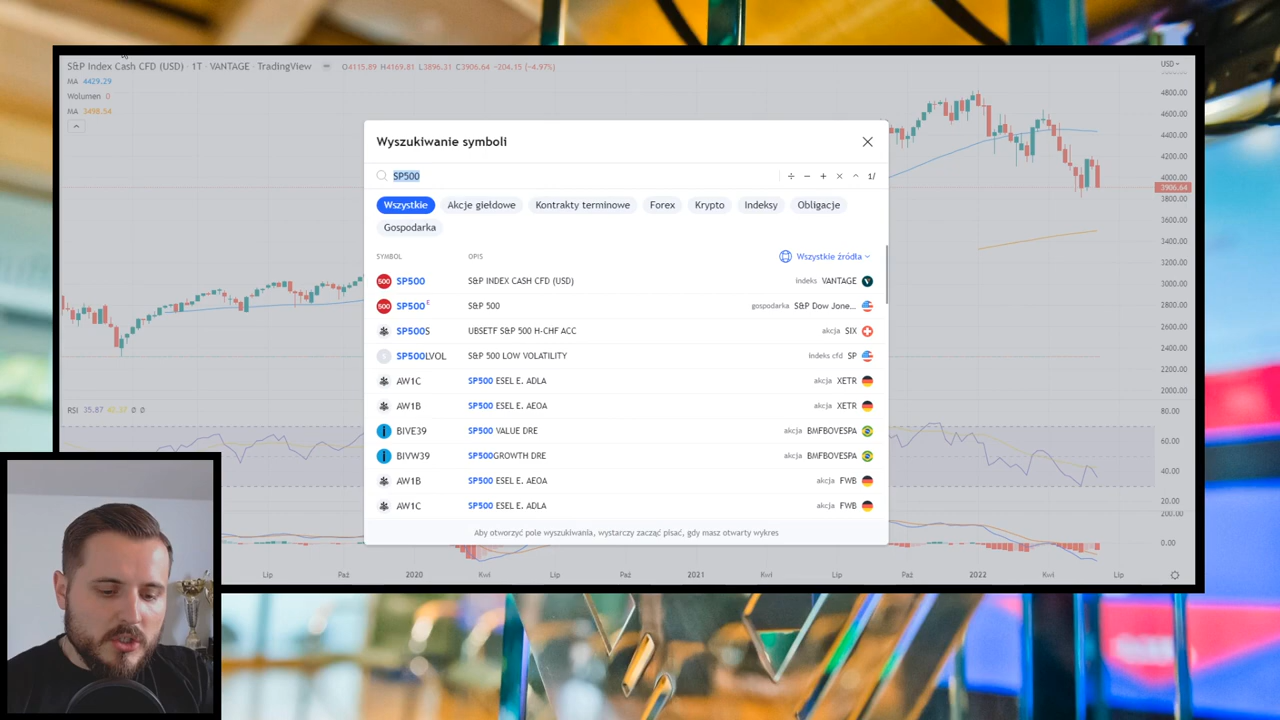 S&P Index Cash CFD (USD) · 1T · VANTAGE · TradingView O4115.89 H4169.81 L3896.31 C3906.64 −204.15 (−4.97%)
USD
MA 4429.29
Wolumen 0
MA 3498.54
Wyszukiwanie symboli
SP500
÷ − + × ^ 1/
Wszystkie Akcje giełdowe Kontrakty terminowe Forex Krypto Indeksy Obligacje
Gospodarka
SYMBOL OPIS Wszystkie źródła
500 SP500 S&P INDEX CASH CFD (USD) indeks VANTAGE
500 SP500 E S&P 500 gospodarka S&P Dow Jone...
SP500S UBSETF S&P 500 H-CHF ACC akcja SIX
S SP500LVOL S&P 500 LOW VOLATILITY indeks cfd SP
AW1C SP500 ESEL E. ADLA akcja XETR
AW1B SP500 ESEL E. AEOA akcja XETR
BIVE39 SP500 VALUE DRE akcja BMFBOVESPA
BIVW39 SP500GROWTH DRE akcja BMFBOVESPA
AW1B SP500 ESEL E. AEOA akcja FWB
AW1C SP500 ESEL E. ADLA akcja FWB
Aby otworzyć pole wyszukiwania, wystarczy zacząć pisać, gdy masz otwarty wykres
4800.00
4600.00
4400.00
4200.00
4000.00
3906.64
3800.00
3600.00
3400.00
3200.00
3000.00
2800.00
2600.00
2400.00
2200.00
2000.00
RSI 35.87 42.37 Ø Ø
80.00
60.00
40.00
20.00
200.00
0.00
Lip Paź 2020 Kwi Lip Paź 2021 Kwi Lip Paź 2022 Kwi Lip